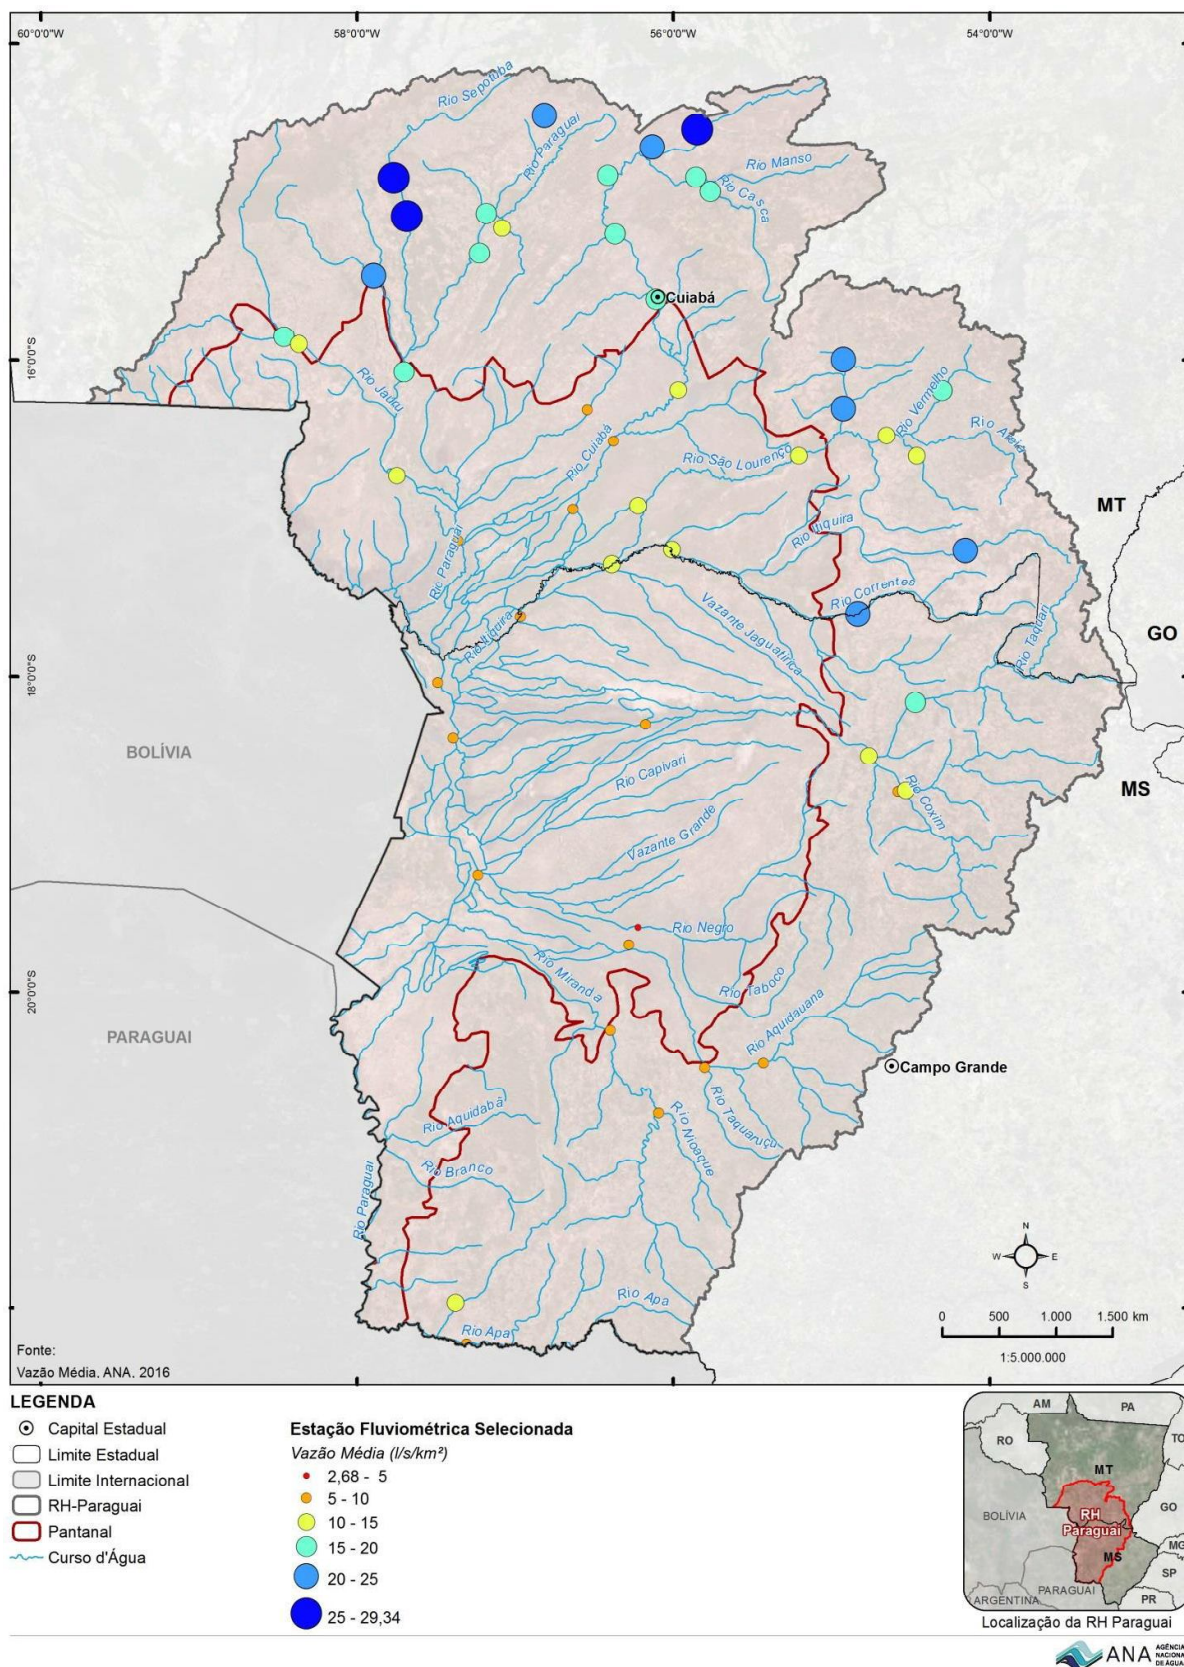 60°0'0"W
58°0'0"W
56°0'0"W
54°0'0"W
Rio Sepotuba
Rio Paraguai
Rio Manso
Rio Casca
Cuiabá
16°0'0"S
Rio Jauru
Rio Vermelho
Rio Areia
Rio Cuiabá
Rio São Lourenço
MT
Rio Itiquira
Rio Paraguai
Rio Correntes
Vazante Jaguatirica
Rio Itiquira
Rio Taquari
GO
18°0'0"S
BOLÍVIA
Rio Capivari
MS
Rio Coxim
Vazante Grande
Rio Negro
Rio Miranda
Rio Taboco
20°0'0"S
Rio Aquidauana
PARAGUAI
Campo Grande
Rio Aquidabã
Rio Taquaruçu
Rio Nioaque
Rio Branco
Rio Paraguai
N
W
E
S
Rio Apa
Rio Apa
0 500 1.000 1.500 km
1:5.000.000
Fonte:
Vazão Média. ANA. 2016
LEGENDA
Capital Estadual
Limite Estadual
Limite Internacional
RH-Paraguai
Pantanal
Curso d'Água
Estação Fluviométrica Selecionada
Vazão Média (l/s/km²)
2,68 - 5
5 - 10
10 - 15
15 - 20
20 - 25
25 - 29,34
AM
PA
RO
TO
MT
GO
BOLÍVIA
RH
Paraguai
MG
MS
SP
PARAGUAI
ARGENTINA
PR
Localização da RH Paraguai
ANA
AGÊNCIA
NACIONAL
DE ÁGUAS